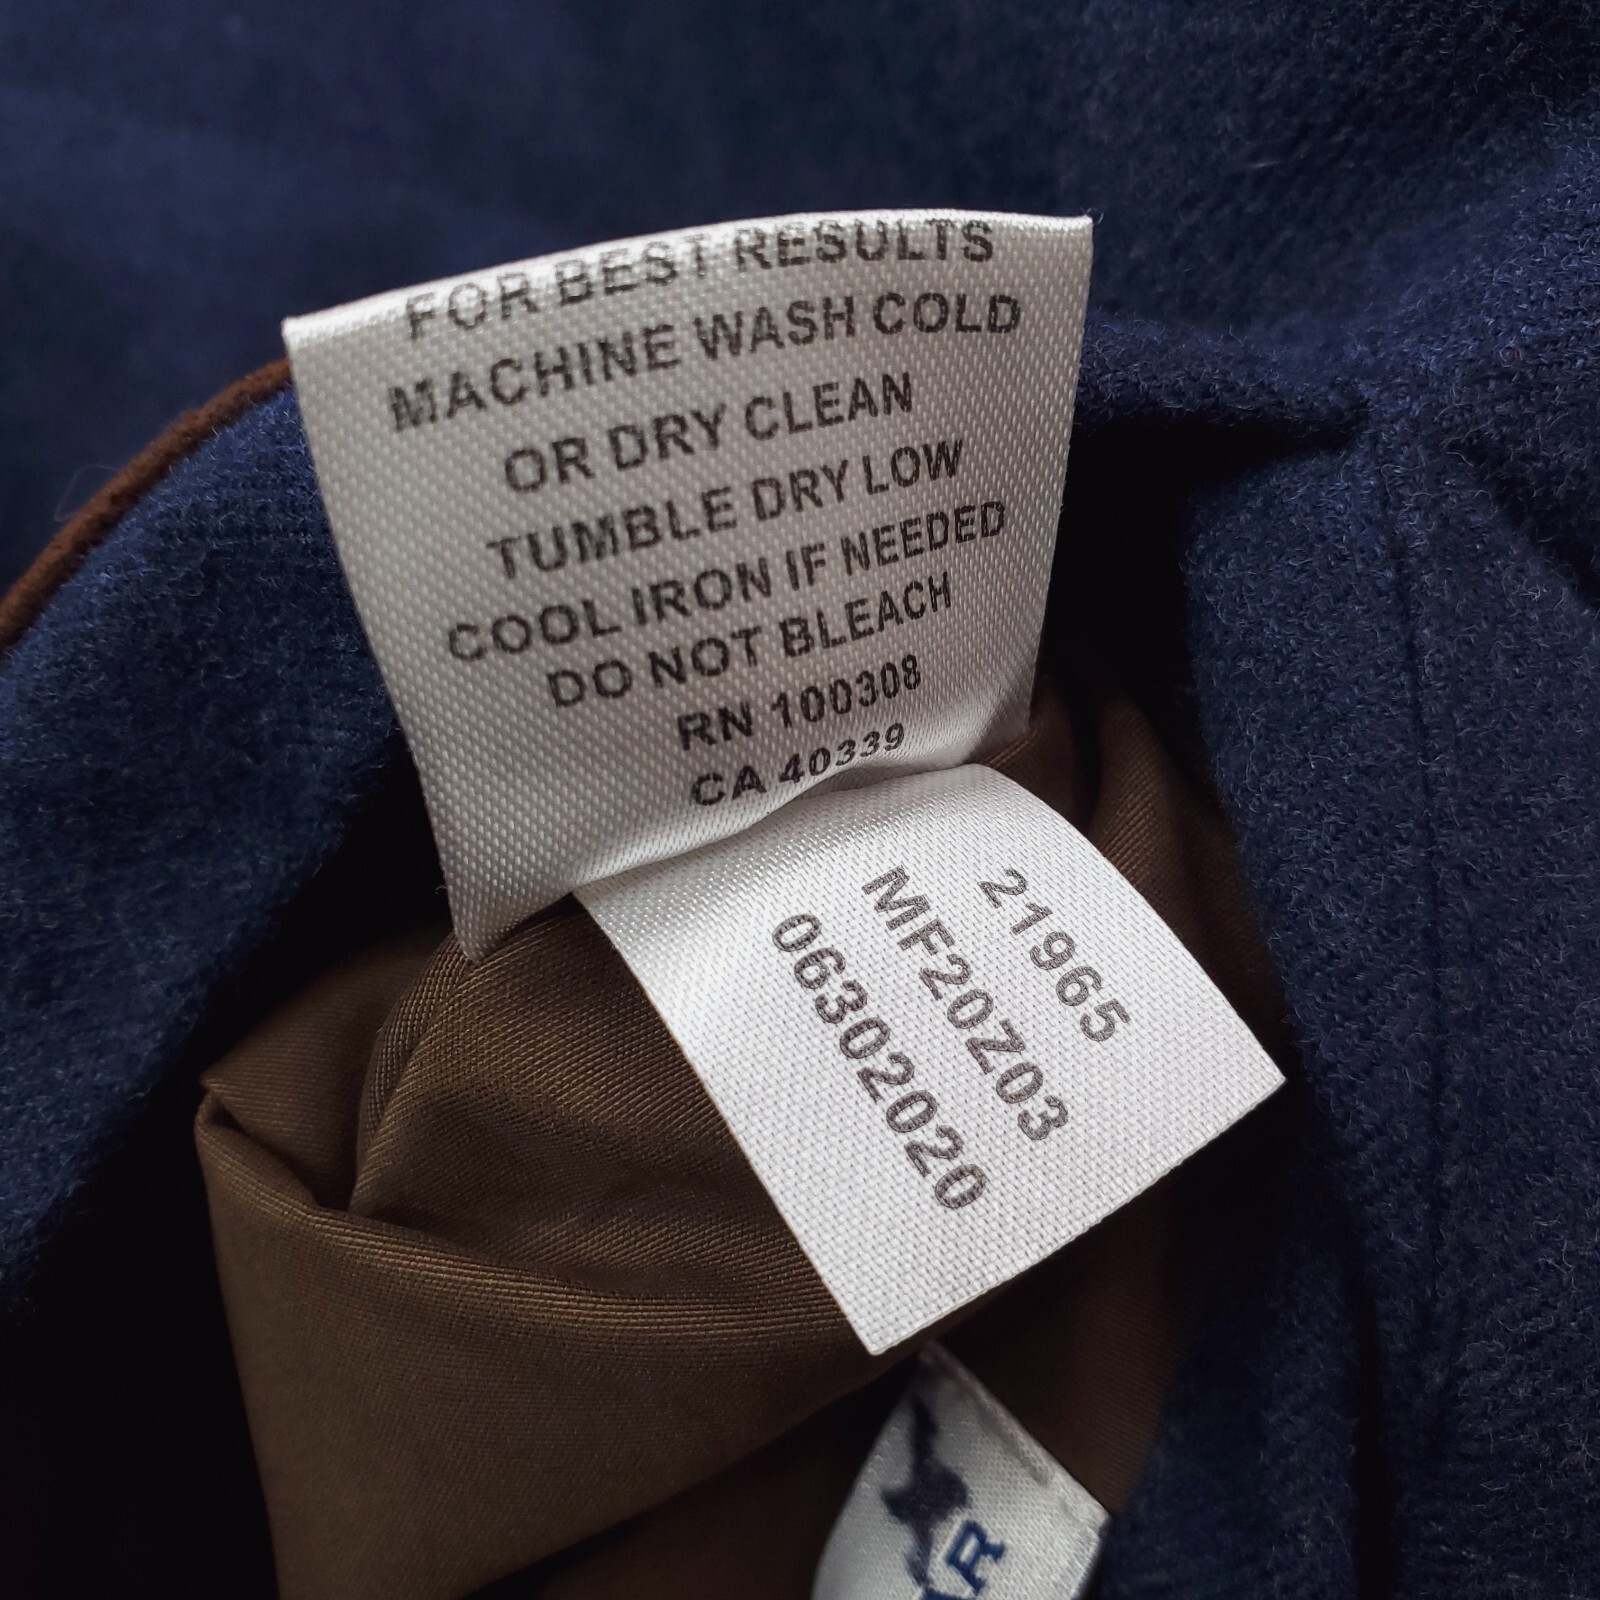 FOR BEST RESULTS
MACHINE WASH COLD
OR DRY CLEAN
TUMBLE DRY LOW
COOL IRON IF NEEDED
DO NOT BLEACH
RN 100308
CA 40339
21965
MF20Z03
06302020